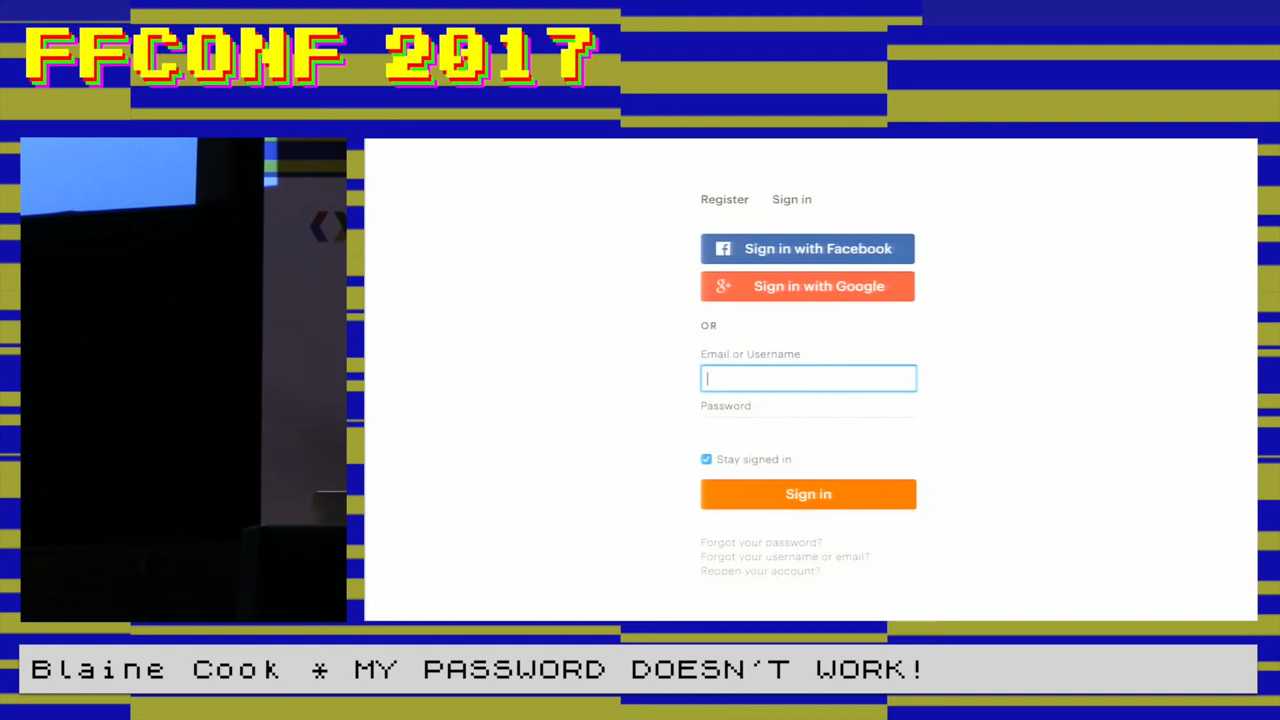 FFCONF 2017
Register Sign in
Sign in with Facebook
Sign in with Google
OR
Email or Username
Password
Stay signed in
Sign in
Forgot your password?
Forgot your username or email?
Reopen your account?
Blaine Cook * MY PASSWORD DOESN'T WORK!